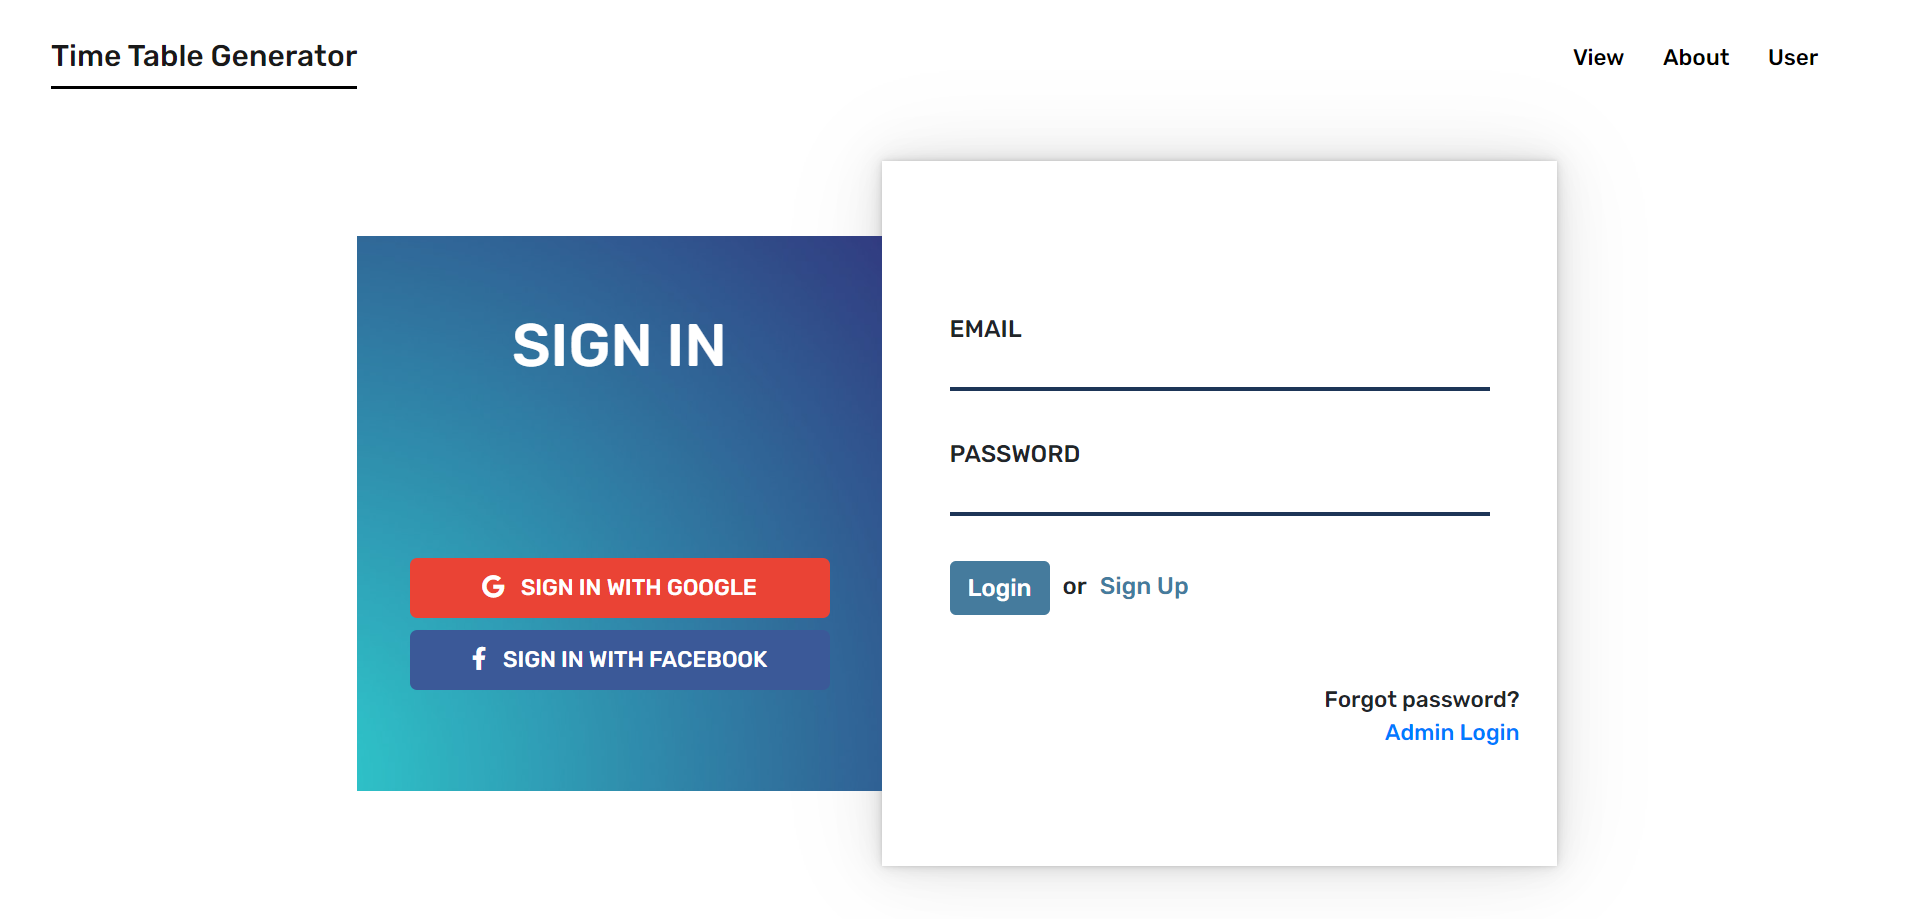 Time Table Generator
View About User
SIGN IN
SIGN IN WITH GOOGLE
SIGN IN WITH FACEBOOK
EMAIL
PASSWORD
Login or Sign Up
Forgot password?
Admin Login